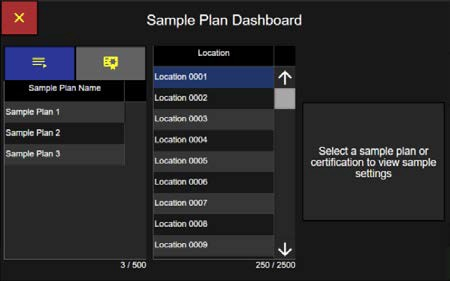 Sample Plan Dashboard
Sample Plan Name
Sample Plan 1
Sample Plan 2
Sample Plan 3
3 / 500
Location
Location 0001
Location 0002
Location 0003
Location 0004
Location 0005
Location 0006
Location 0007
Location 0008
Location 0009
250 / 2500
Select a sample plan or
certification to view sample
settings